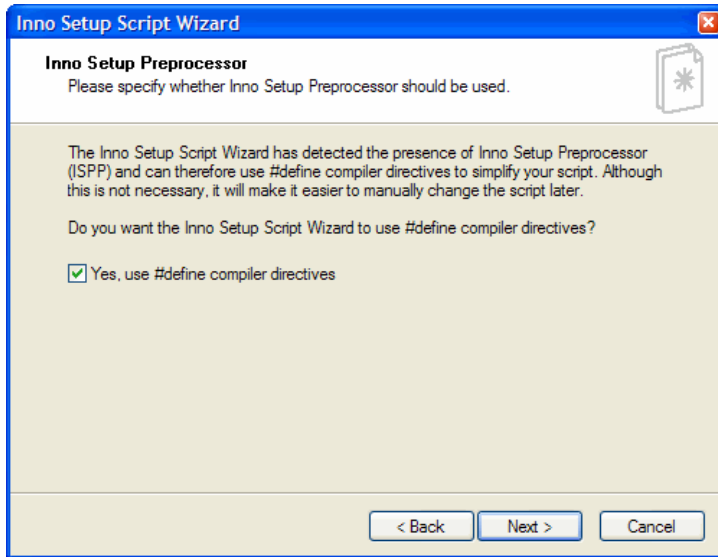 Inno Setup Script Wizard
Inno Setup Preprocessor
Please specify whether Inno Setup Preprocessor should be used.
The Inno Setup Script Wizard has detected the presence of Inno Setup Preprocessor
(ISPP) and can therefore use #define compiler directives to simplify your script. Although
this is not necessary, it will make it easier to manually change the script later.
Do you want the Inno Setup Script Wizard to use #define compiler directives?
Yes, use #define compiler directives
< Back Next > Cancel